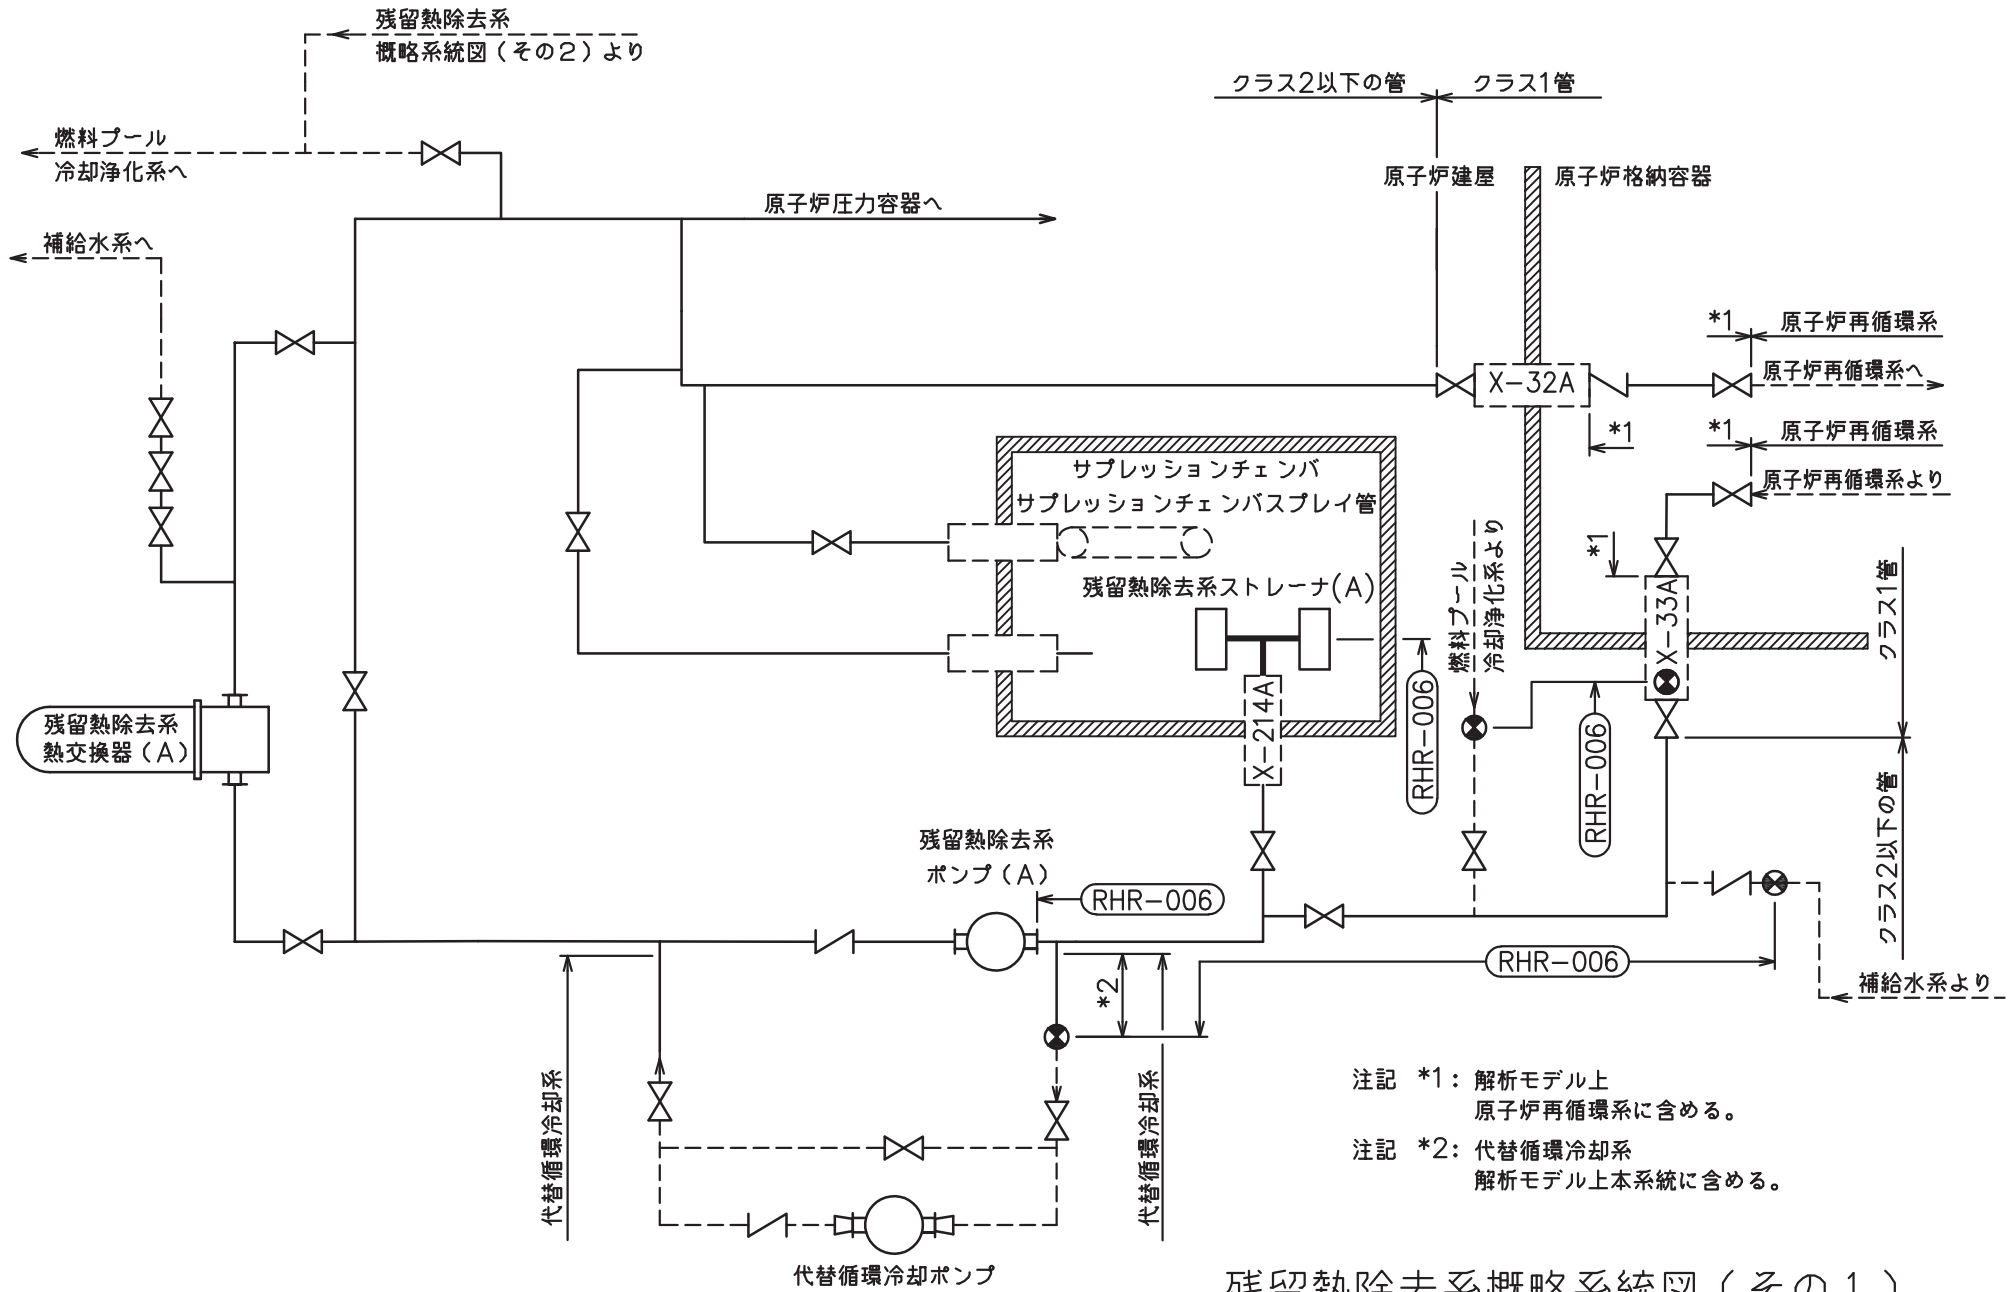 残留熱除去系
概略系統図（その２）より
クラス2以下の管
クラス1管
燃料プール
冷却浄化系へ
原子炉建屋
原子炉格納容器
原子炉圧力容器へ
補給水系へ
*1
原子炉再循環系
原子炉再循環系へ
X-32A
*1
*1
原子炉再循環系
原子炉再循環系より
サプレッションチェンバ
サプレッションチェンバスプレイ管
燃料プール
冷却浄化系より
*1
クラス1管
残留熱除去系ストレーナ(A)
X-33A
RHR-006
X-214A
RHR-006
残留熱除去系
熱交換器（A）
クラス2以下の管
残留熱除去系
ポンプ（A）
RHR-006
RHR-006
*2
補給水系より
代替循環冷却系
代替循環冷却系
注記　*1：解析モデル上
原子炉再循環系に含める。
注記　*2：代替循環冷却系
解析モデル上本系統に含める。
代替循環冷却ポンプ
残留熱除去系概略系統図（その１）